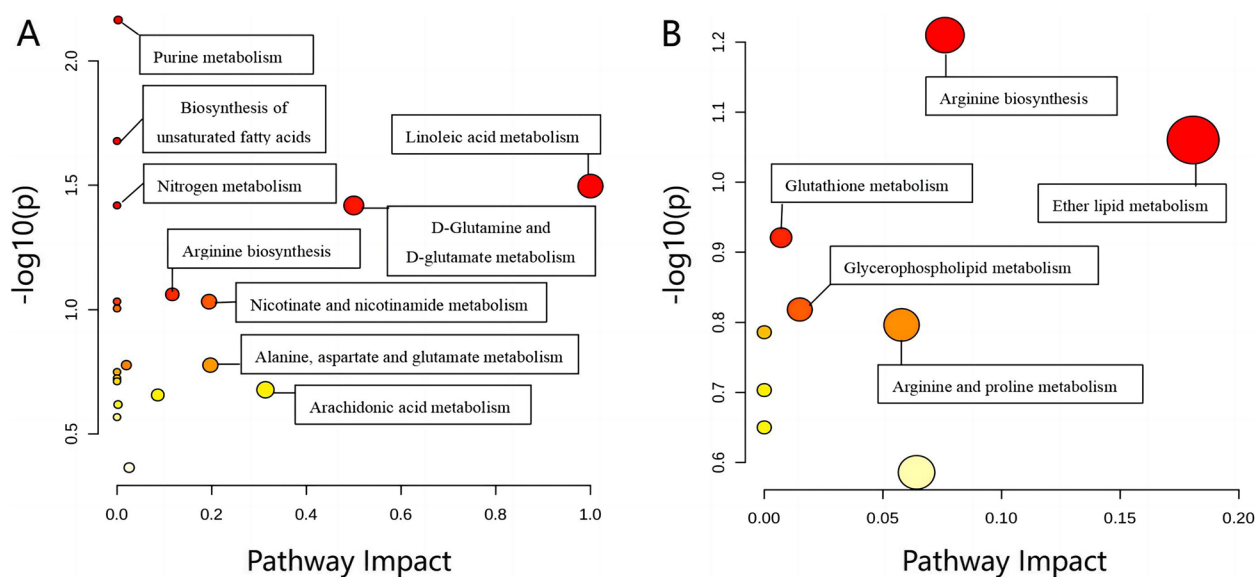 A
Purine metabolism
Biosynthesis of
unsaturated fatty acids
Nitrogen metabolism
Linoleic acid metabolism
D-Glutamine and
D-glutamate metabolism
Arginine biosynthesis
Nicotinate and nicotinamide metabolism
Alanine, aspartate and glutamate metabolism
Arachidonic acid metabolism
-log10(p)
2.0
1.5
1.0
0.5
0.0 0.2 0.4 0.6 0.8 1.0
Pathway Impact
B
Arginine biosynthesis
Glutathione metabolism
Ether lipid metabolism
Glycerophospholipid metabolism
Arginine and proline metabolism
-log10(p)
1.2
1.1
1.0
0.9
0.8
0.7
0.6
0.00 0.05 0.10 0.15 0.20
Pathway Impact